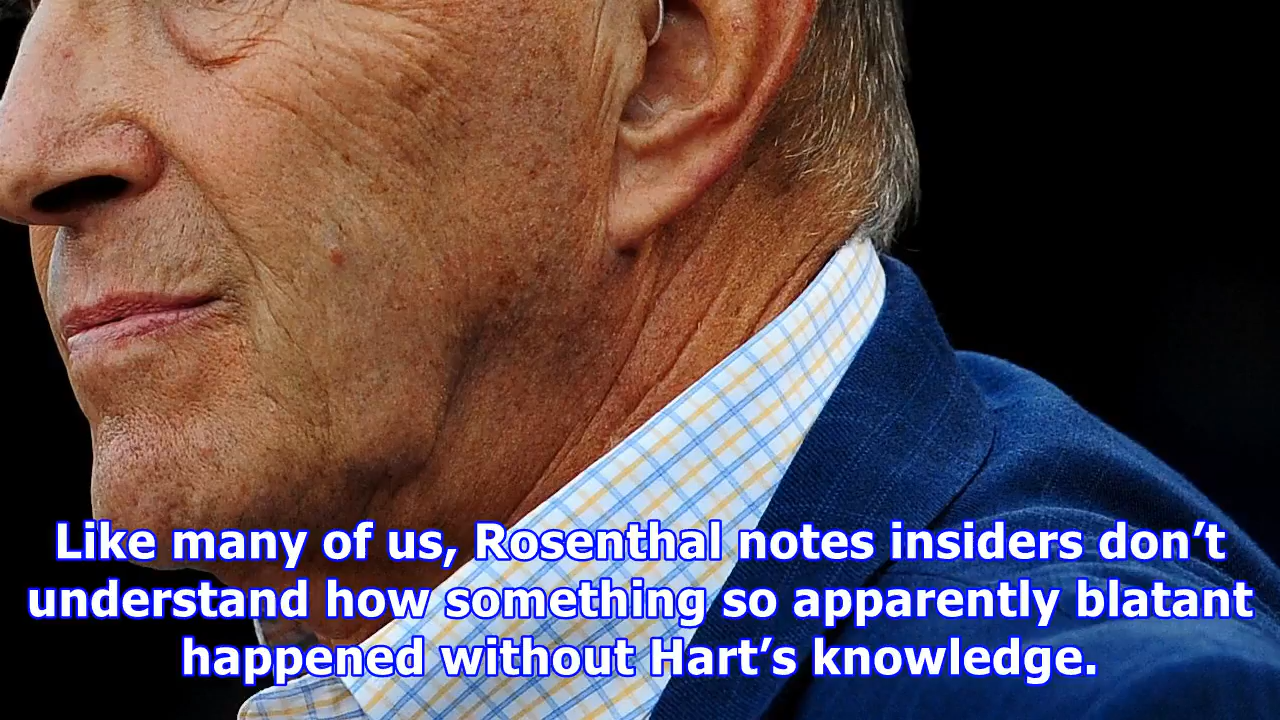 Like many of us, Rosenthal notes insiders don’t
understand how something so apparently blatant
happened without Hart’s knowledge.